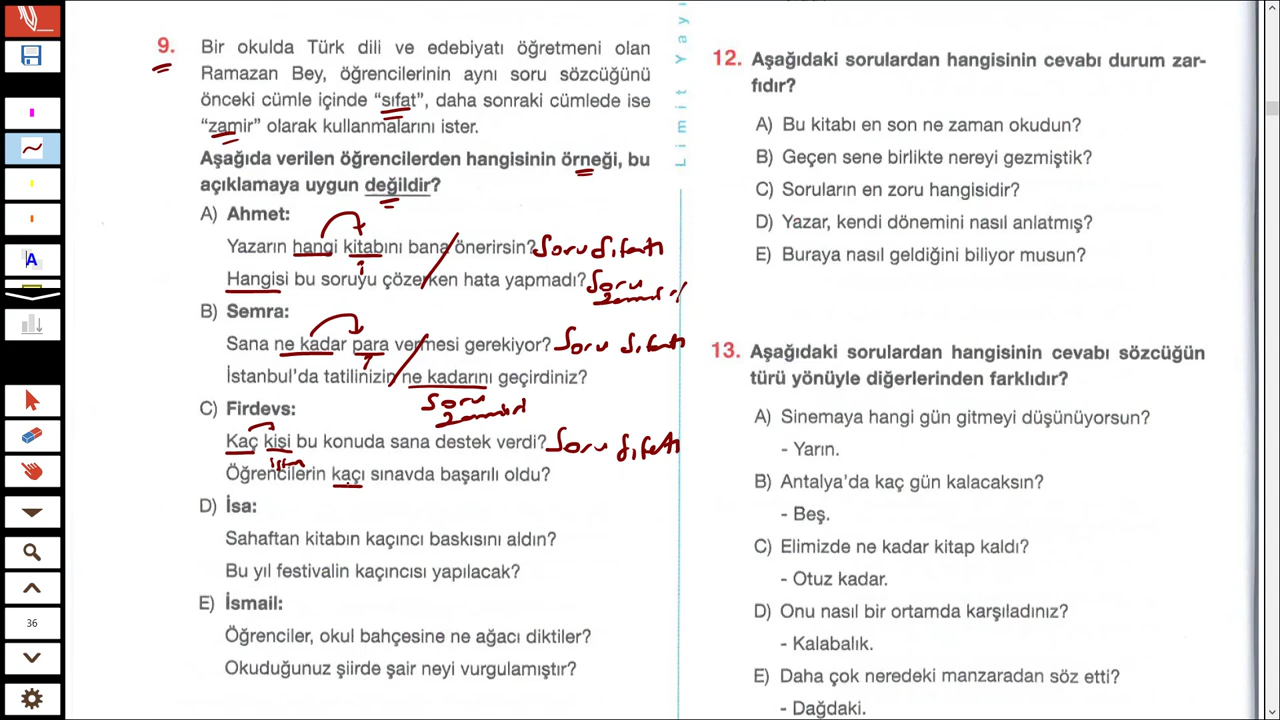 9.
Bir okulda Türk dili ve edebiyatı öğretmeni olan
Ramazan Bey, öğrencilerinin aynı soru sözcüğünü
önceki cümle içinde “sıfat”, daha sonraki cümlede ise
“zamir” olarak kullanmalarını ister.
Aşağıda verilen öğrencilerden hangisinin örneği, bu
açıklamaya uygun değildir?
A) Ahmet:
Yazarın hangi kitabını bana önerirsin? Soru Sıfatı
Hangisi bu soruyu çözerken hata yapmadı? Soru
zamiri
B) Semra:
Sana ne kadar para vermesi gerekiyor? Soru Sıfatı
İstanbul’da tatilinizin ne kadarını geçirdiniz?
Soru
zamiri
C) Firdevs:
Kaç kişi bu konuda sana destek verdi? Soru Sıfatı
isim
Öğrencilerin kaçı sınavda başarılı oldu?
D) İsa:
Sahaftan kitabın kaçıncı baskısını aldın?
Bu yıl festivalin kaçıncısı yapılacak?
E) İsmail:
Öğrenciler, okul bahçesine ne ağacı diktiler?
Okuduğunuz şiirde şair neyi vurgulamıştır?
Limit Yayı
12. Aşağıdaki sorulardan hangisinin cevabı durum zar-
fıdır?
A) Bu kitabı en son ne zaman okudun?
B) Geçen sene birlikte nereyi gezmiştik?
C) Soruların en zoru hangisidir?
D) Yazar, kendi dönemini nasıl anlatmış?
E) Buraya nasıl geldiğini biliyor musun?
13. Aşağıdaki sorulardan hangisinin cevabı sözcüğün
türü yönüyle diğerlerinden farklıdır?
A) Sinemaya hangi gün gitmeyi düşünüyorsun?
- Yarın.
B) Antalya’da kaç gün kalacaksın?
- Beş.
C) Elimizde ne kadar kitap kaldı?
- Otuz kadar.
D) Onu nasıl bir ortamda karşıladınız?
- Kalabalık.
E) Daha çok neredeki manzaradan söz etti?
- Dağdaki.
A
36